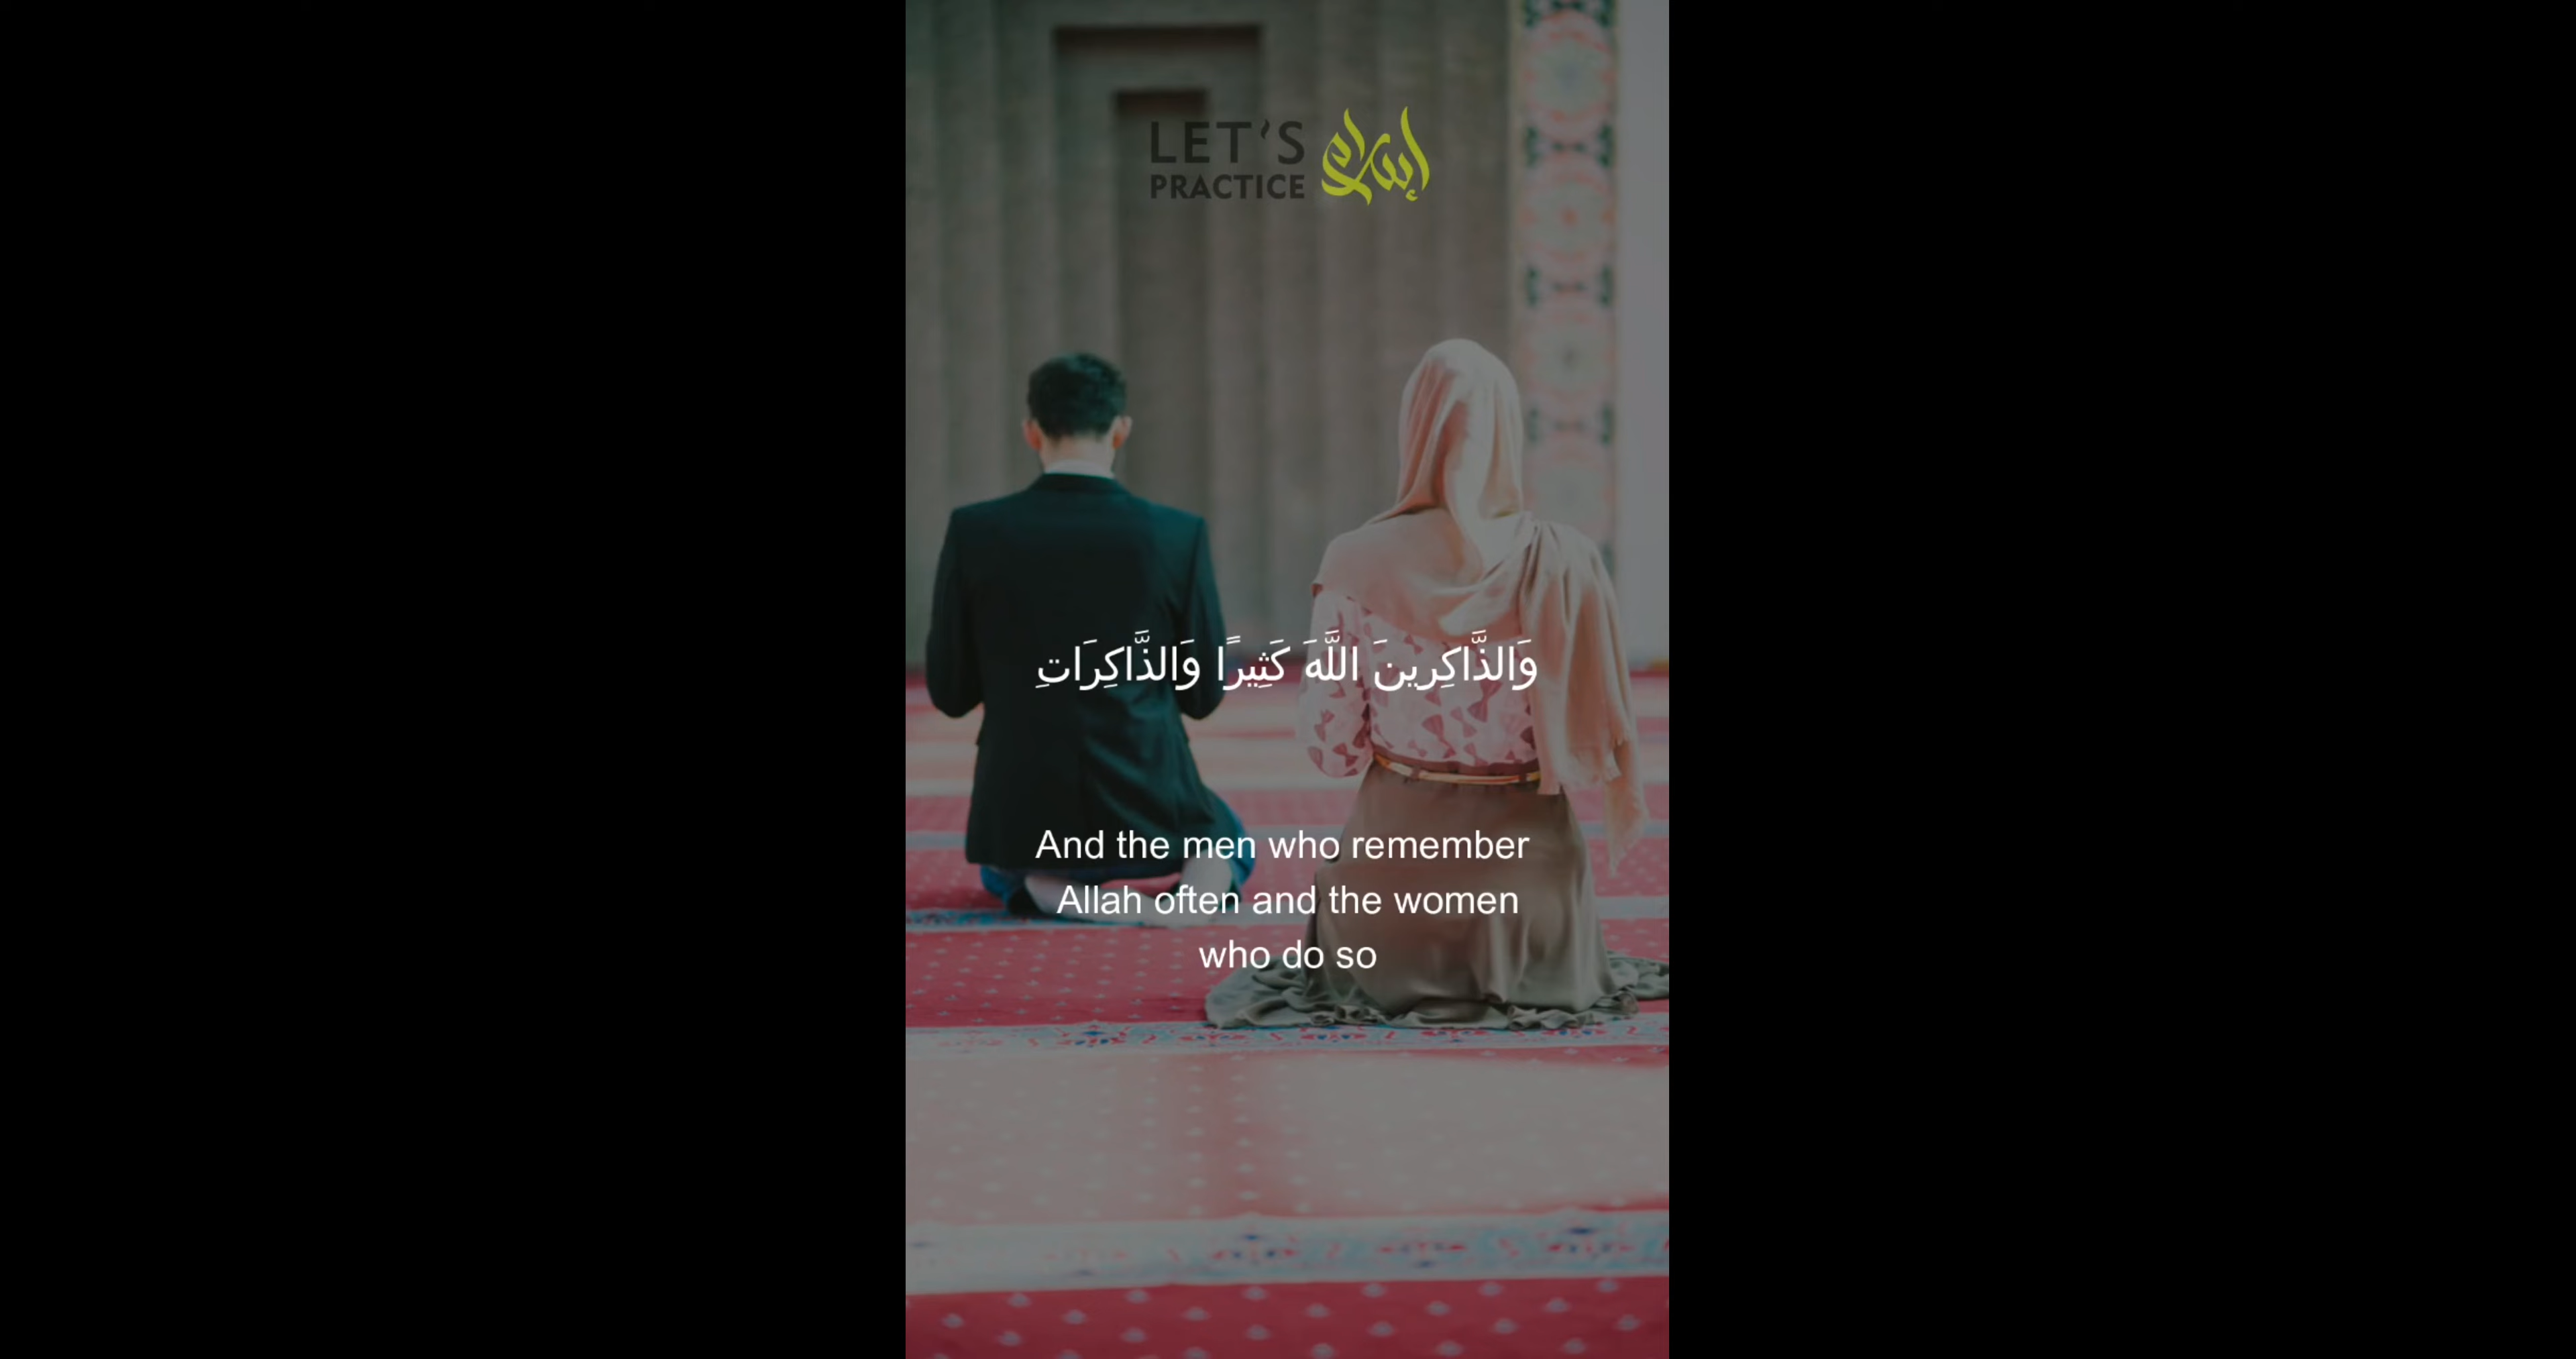 LET'S
PRACTICE
إسلام
وَالذَّاكِرِينَ اللَّهَ كَثِيرًا وَالذَّاكِرَاتِ
And the men who remember
Allah often and the women
who do so